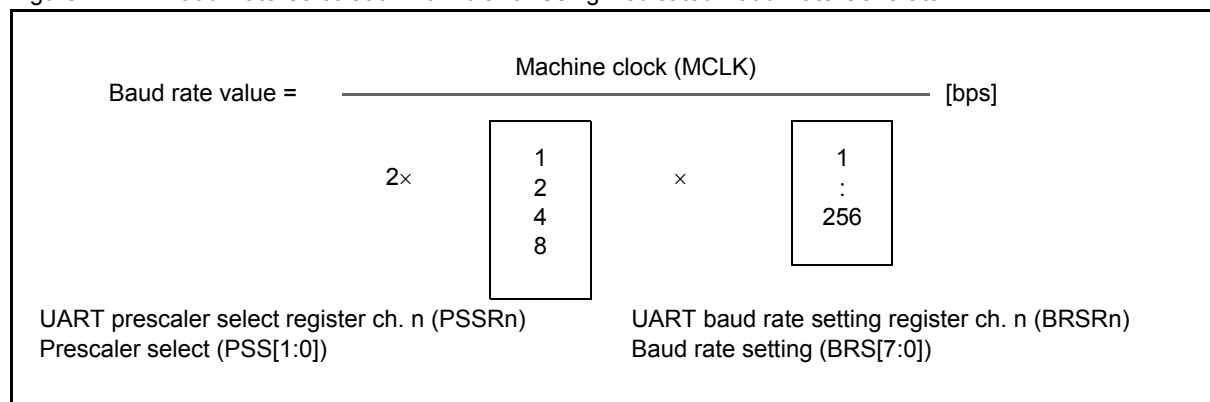 Machine clock (MCLK)
Baud rate value = [bps]
2× 1 × 1
2 :
4 256
8
UART prescaler select register ch. n (PSSRn) UART baud rate setting register ch. n (BRSRn)
Prescaler select (PSS[1:0]) Baud rate setting (BRS[7:0])